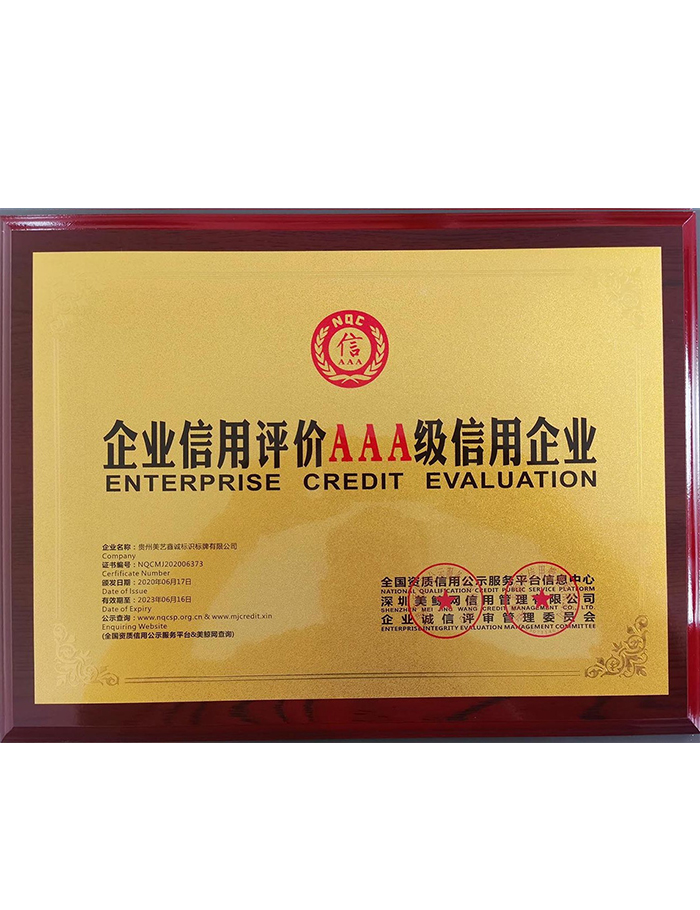 NQC
信
AAA
企业信用评价AAA级信用企业
ENTERPRISE CREDIT EVALUATION
企业名称：贵州美艺鑫诚标识标牌有限公司
Company
证书编号：NQCMJ202006373
Cerfificate Number
颁发日期：2020年06月17日
Date of Issue
有效期至：2023年06月16日
Date of Expiry
公示查询：www.nqcsp.org.cn & www.mjcredit.xin
Enquiring Website
(全国资质信用公示服务平台&美鲸网查询)
全国资质信用公示服务平台信息中心
NATIONAL QUALIFICATION CREDIT PUBLIC SERVICE PLATFORM
深圳美鲸网信用管理有限公司
SHENZHEN MEI JING WANG CREDIT MANAGEMENT CO., LTD.
企业诚信评审管理委员会
ENTERPRISE INTEGRITY EVALUATION MANAGEMENT COMMITTEE